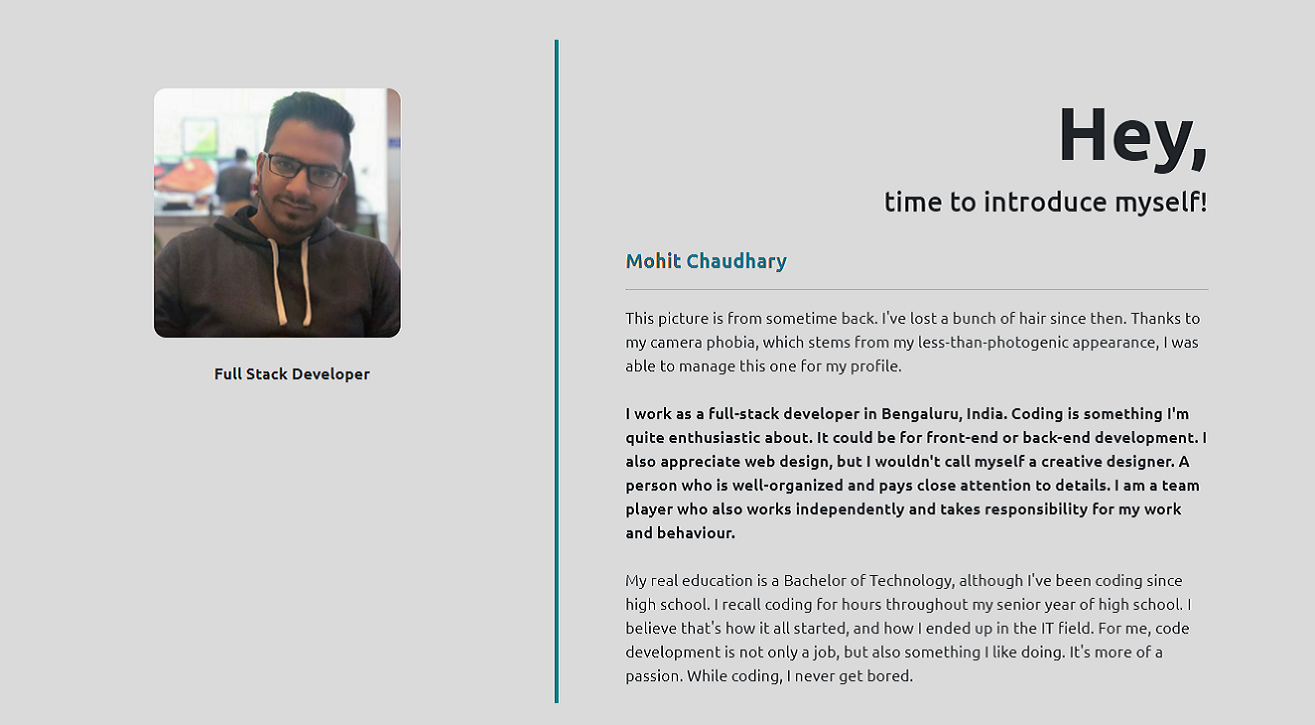 Full Stack Developer
Hey,
time to introduce myself!
Mohit Chaudhary
This picture is from sometime back. I've lost a bunch of hair since then. Thanks to
my camera phobia, which stems from my less-than-photogenic appearance, I was
able to manage this one for my profile.
I work as a full-stack developer in Bengaluru, India. Coding is something I'm
quite enthusiastic about. It could be for front-end or back-end development. I
also appreciate web design, but I wouldn't call myself a creative designer. A
person who is well-organized and pays close attention to details. I am a team
player who also works independently and takes responsibility for my work
and behaviour.
My real education is a Bachelor of Technology, although I've been coding since
high school. I recall coding for hours throughout my senior year of high school. I
believe that's how it all started, and how I ended up in the IT field. For me, code
development is not only a job, but also something I like doing. It's more of a
passion. While coding, I never get bored.